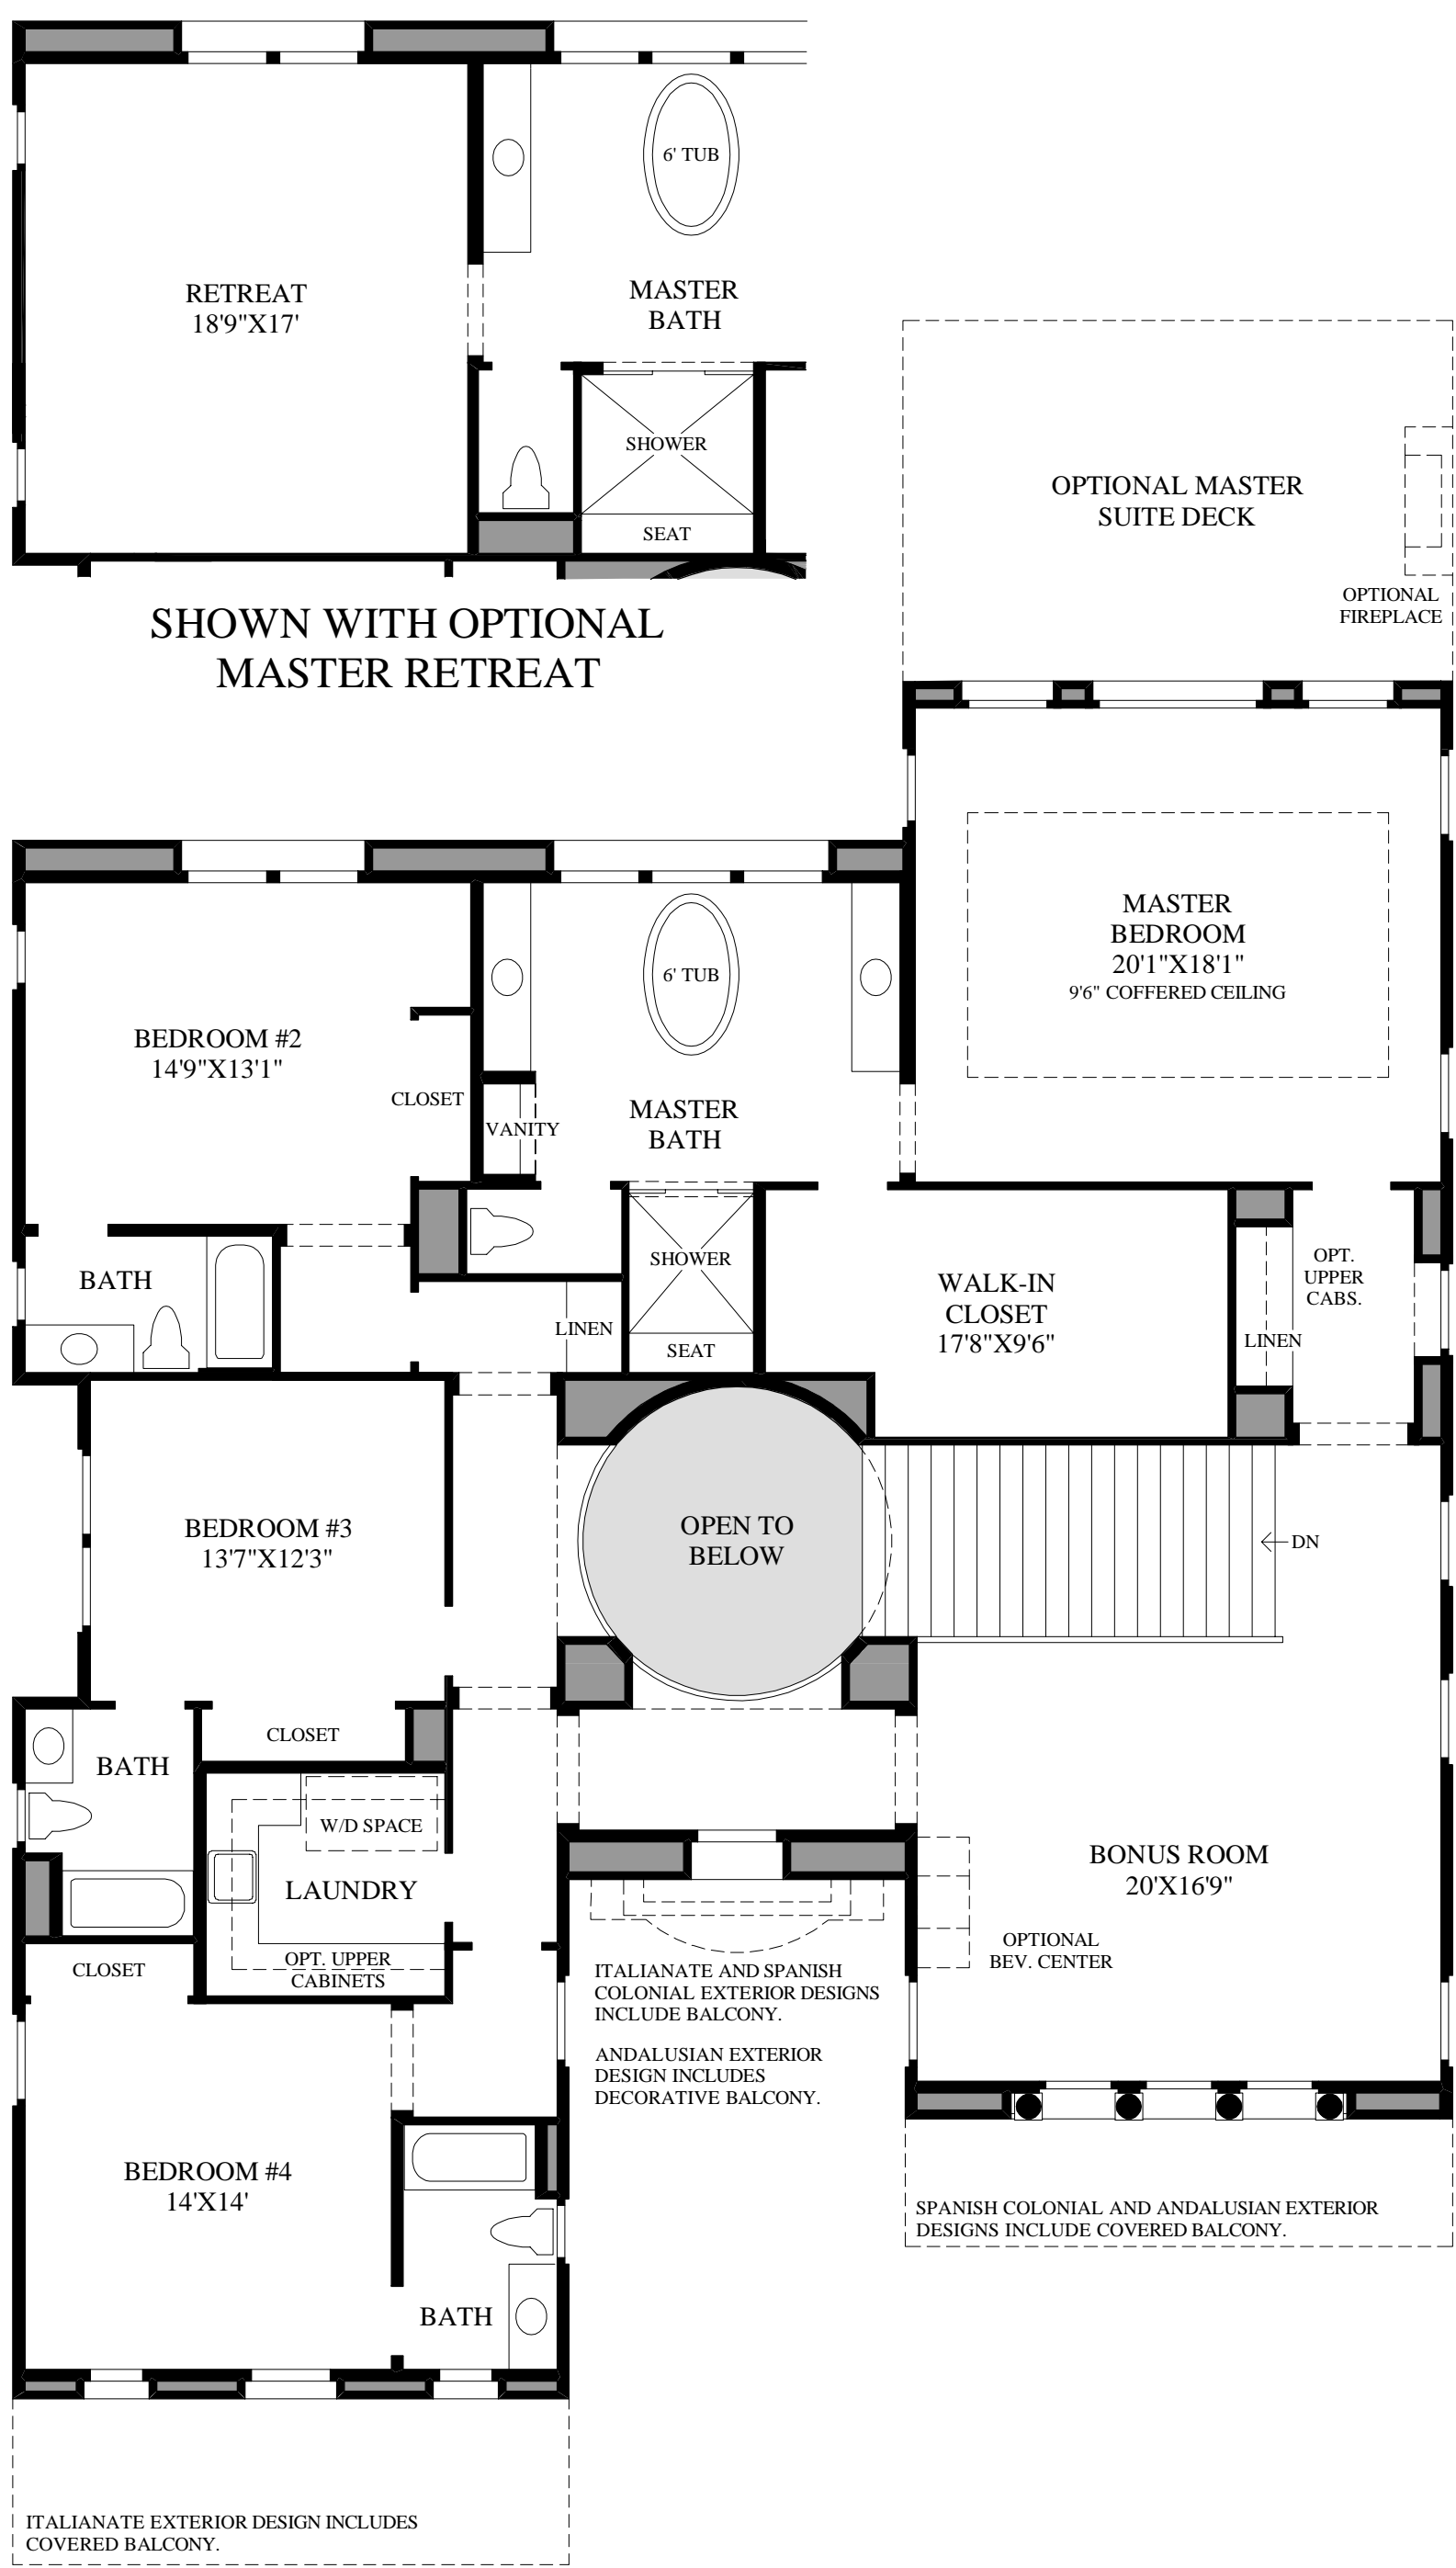 6' TUB
RETREAT
18'9"X17'
MASTER
BATH
SHOWER
SEAT
SHOWN WITH OPTIONAL
MASTER RETREAT
OPTIONAL MASTER
SUITE DECK
OPTIONAL
FIREPLACE
MASTER
BEDROOM
20'1"X18'1"
9'6" COFFERED CEILING
6' TUB
BEDROOM #2
14'9"X13'1"
CLOSET
VANITY
MASTER
BATH
BATH
LINEN
SHOWER
SEAT
WALK-IN
CLOSET
17'8"X9'6"
LINEN
OPT.
UPPER
CABS.
BEDROOM #3
13'7"X12'3"
OPEN TO
BELOW
DN
CLOSET
BATH
W/D SPACE
LAUNDRY
OPT. UPPER
CABINETS
CLOSET
BONUS ROOM
20'X16'9"
OPTIONAL
BEV. CENTER
ITALIANATE AND SPANISH
COLONIAL EXTERIOR DESIGNS
INCLUDE BALCONY.
ANDALUSIAN EXTERIOR
DESIGN INCLUDES
DECORATIVE BALCONY.
BEDROOM #4
14'X14'
BATH
SPANISH COLONIAL AND ANDALUSIAN EXTERIOR
DESIGNS INCLUDE COVERED BALCONY.
ITALIANATE EXTERIOR DESIGN INCLUDES
COVERED BALCONY.